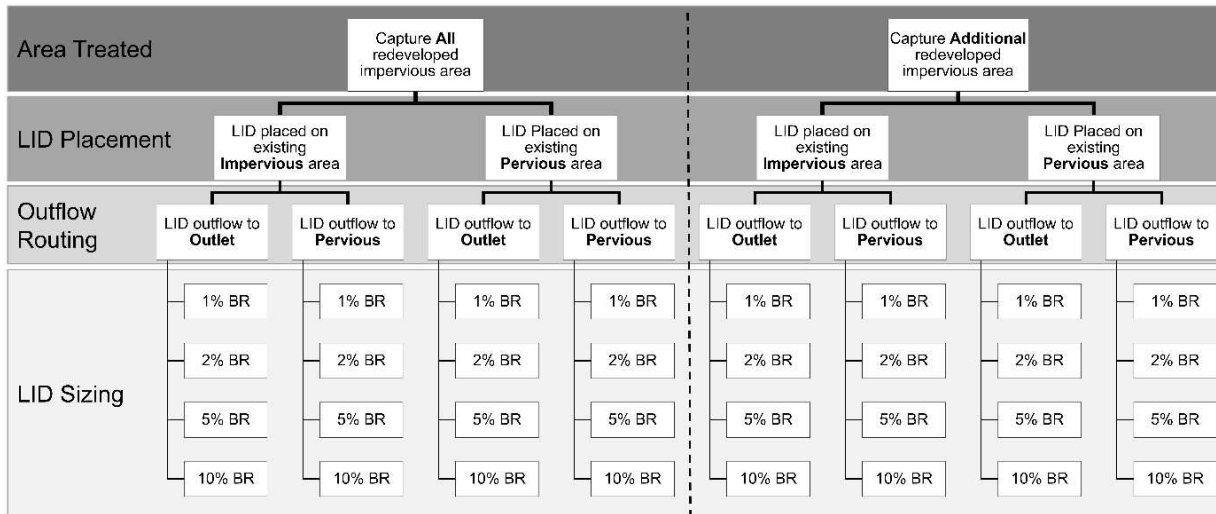 Area Treated
Capture All
redeveloped
impervious area
Capture Additional
redeveloped
impervious area
LID Placement
LID placed on
existing
Impervious area
LID Placed on
existing
Pervious area
LID placed on
existing
Impervious area
LID Placed on
existing
Pervious area
Outflow
Routing
LID outflow to
Outlet
LID outflow to
Pervious
LID outflow to
Outlet
LID outflow to
Pervious
LID outflow to
Outlet
LID outflow to
Pervious
LID outflow to
Outlet
LID outflow to
Pervious
LID Sizing
1% BR
1% BR
1% BR
1% BR
1% BR
1% BR
1% BR
1% BR
2% BR
2% BR
2% BR
2% BR
2% BR
2% BR
2% BR
2% BR
5% BR
5% BR
5% BR
5% BR
5% BR
5% BR
5% BR
5% BR
10% BR
10% BR
10% BR
10% BR
10% BR
10% BR
10% BR
10% BR